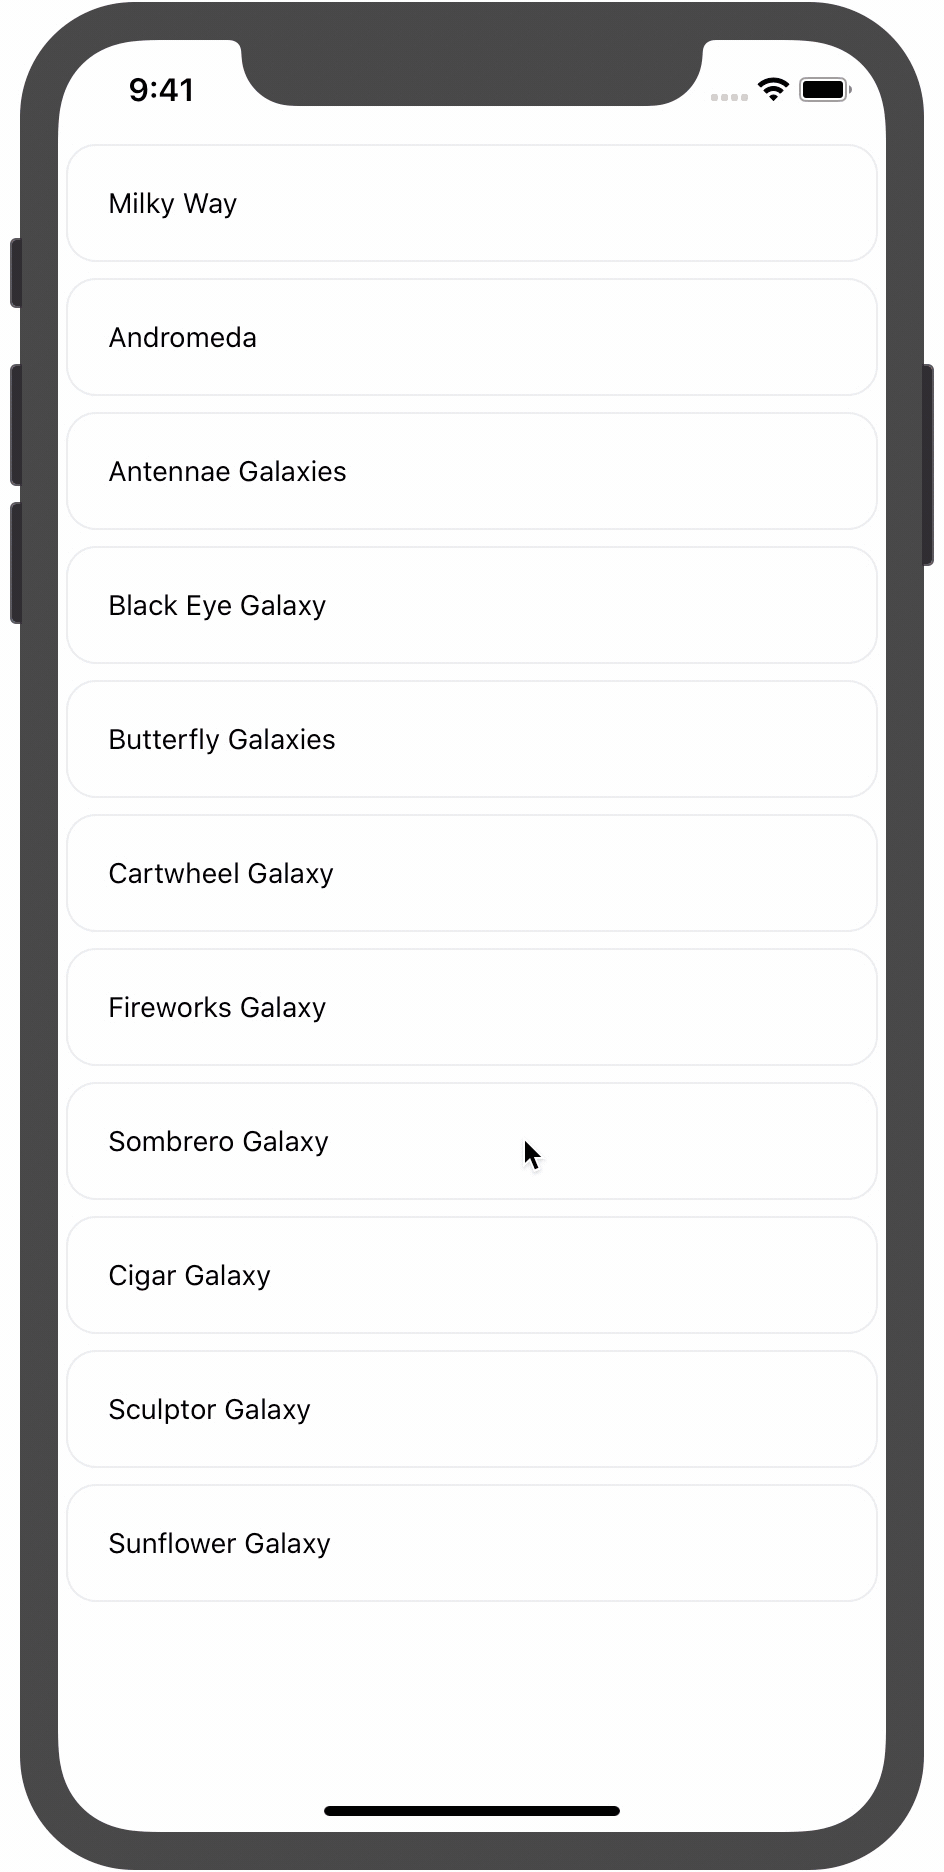 9:41
Milky Way
Andromeda
Antennae Galaxies
Black Eye Galaxy
Butterfly Galaxies
Cartwheel Galaxy
Fireworks Galaxy
Sombrero Galaxy
Cigar Galaxy
Sculptor Galaxy
Sunflower Galaxy